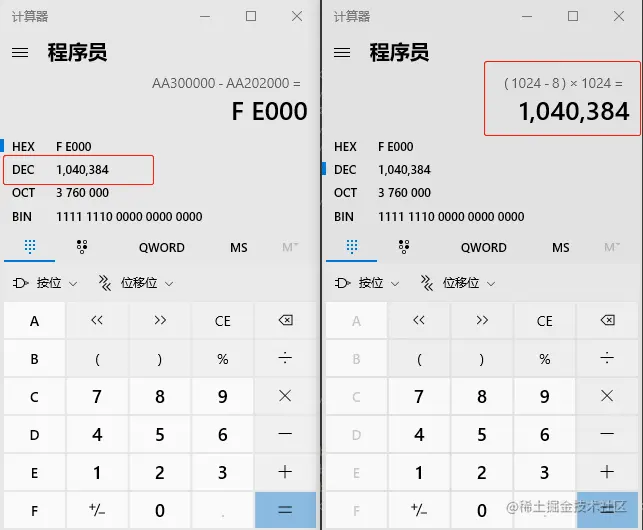 计算器
程序员
AA300000 - AA202000 =
F E000
HEX F E000
DEC 1,040,384
OCT 3 760 000
BIN 1111 1110 0000 0000 0000
QWORD MS M˅
按位 位移位
A << >> CE
B ( ) % ÷
C 7 8 9 ×
D 4 5 6 −
E 1 2 3 +
F +/− 0 . =
计算器
程序员
( 1024 - 8 ) × 1024 =
1,040,384
HEX F E000
DEC 1,040,384
OCT 3 760 000
BIN 1111 1110 0000 0000 0000
QWORD MS M˅
按位 位移位
A << >> CE
B ( ) % ÷
C 7 8 9 ×
D 4 5 6 −
E 1 2 3 +
F +/− 0 =
@稀土掘金技术社区